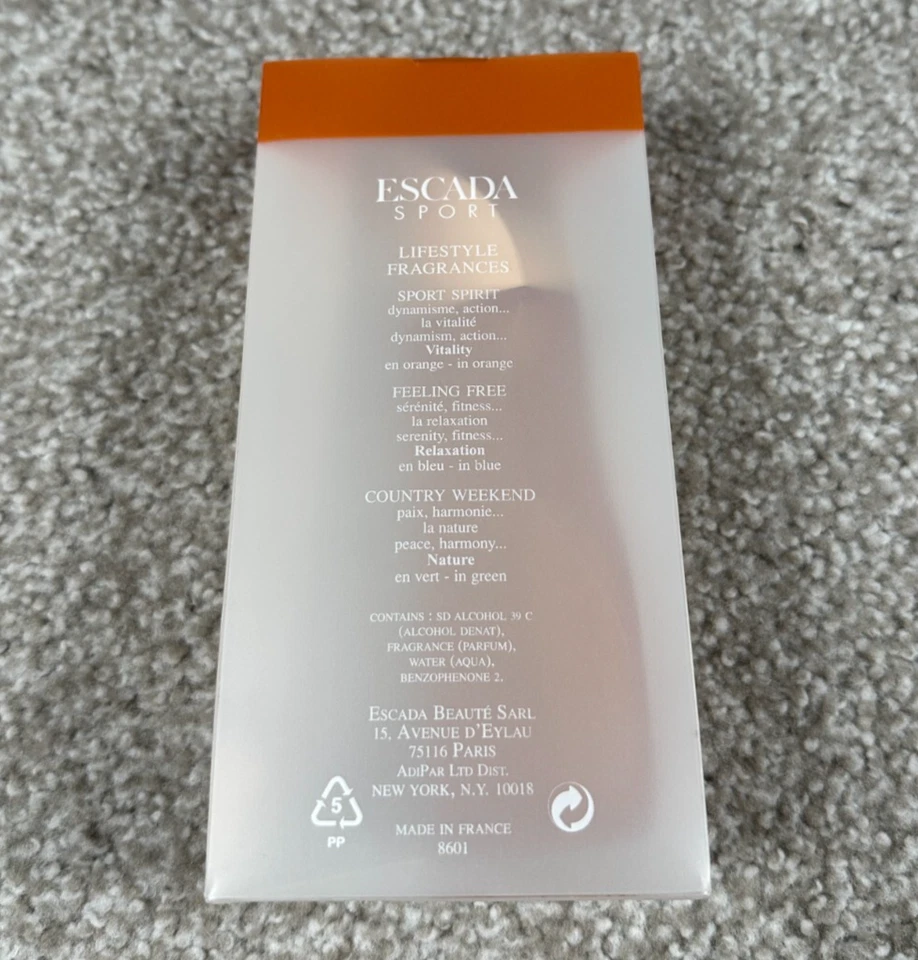 ESCADA
SPORT
LIFESTYLE
FRAGRANCES
SPORT SPIRIT
dynamisme, action...
la vitalité
dynamism, action...
Vitality
en orange - in orange
FEELING FREE
sérénité, fitness...
la relaxation
serenity, fitness...
Relaxation
en bleu - in blue
COUNTRY WEEKEND
paix, harmonie...
la nature
peace, harmony...
Nature
en vert - in green
CONTAINS : SD ALCOHOL 39 C
(ALCOHOL DENAT),
FRAGRANCE (PARFUM),
WATER (AQUA),
BENZOPHENONE 2.
ESCADA BEAUTÉ SARL
15, AVENUE D'EYLAU
75116 PARIS
ADIPAR LTD DIST.
NEW YORK, N.Y. 10018
5
PP
MADE IN FRANCE
8601